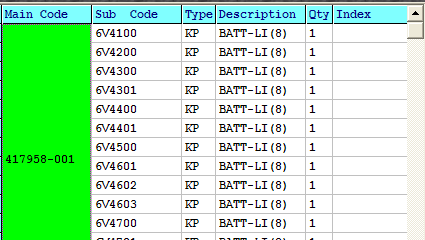 Main Code Sub Code Type Description Qty Index
6V4100 KP BATT-LI(8) 1
6V4200 KP BATT-LI(8) 1
6V4300 KP BATT-LI(8) 1
6V4301 KP BATT-LI(8) 1
6V4400 KP BATT-LI(8) 1
6V4401 KP BATT-LI(8) 1
6V4500 KP BATT-LI(8) 1
417958-001 6V4601 KP BATT-LI(8) 1
6V4602 KP BATT-LI(8) 1
6V4603 KP BATT-LI(8) 1
6V4700 KP BATT-LI(8) 1